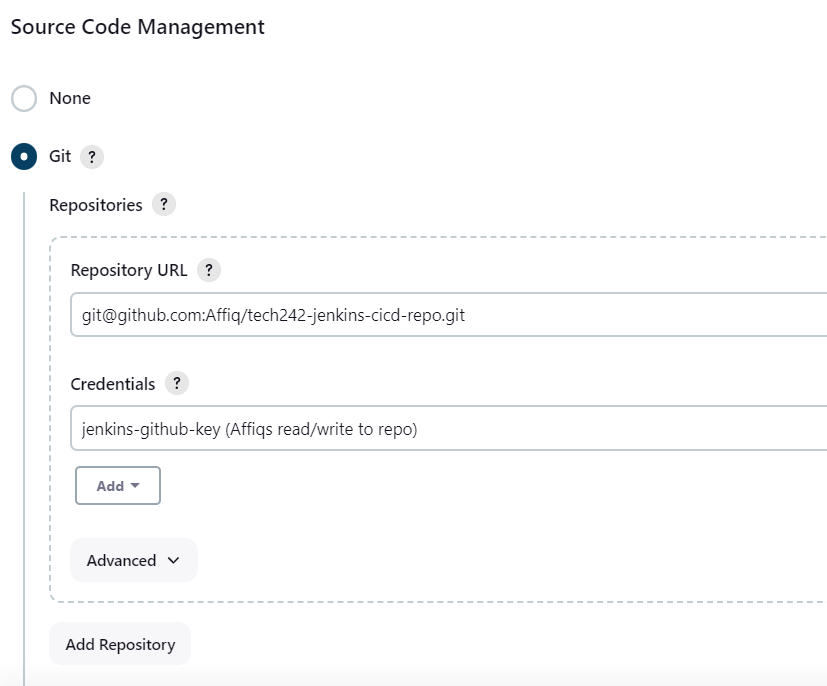 Source Code Management
None
Git ?
Repositories ?
Repository URL ?
git@github.com:Affiq/tech242-jenkins-cicd-repo.git
Credentials ?
jenkins-github-key (Affiqs read/write to repo)
Add
Advanced
Add Repository